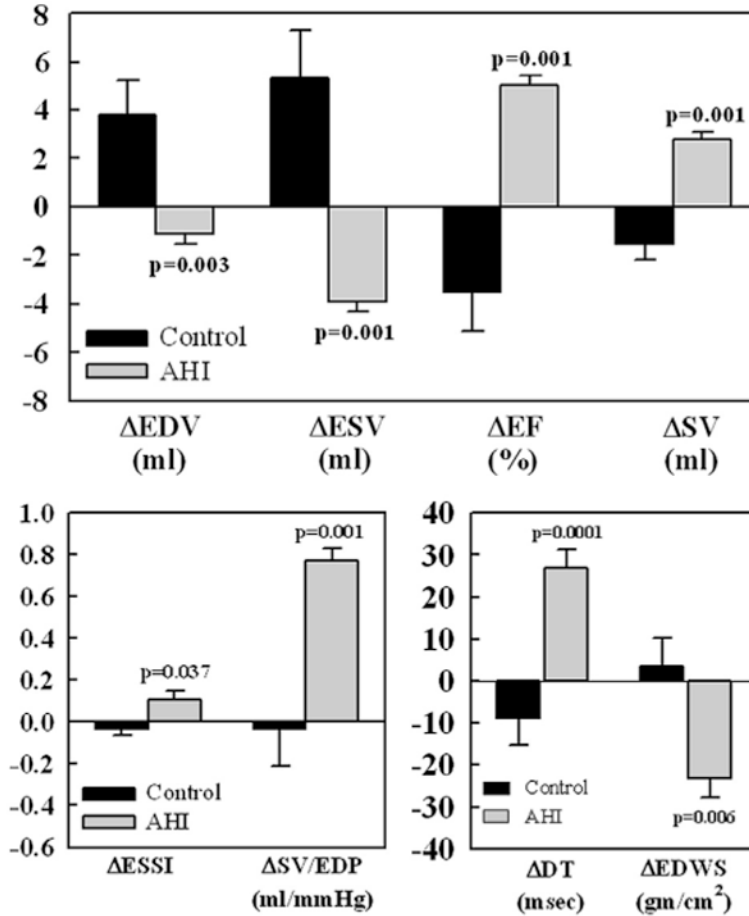 8
6
4
2
0
-2
-4
-6
-8
p=0.003
p=0.001
p=0.001
p=0.001
Control
AHI
ΔEDV
(ml)
ΔESV
(ml)
ΔEF
(%)
ΔSV
(ml)
1.0
0.8
0.6
0.4
0.2
0.0
-0.2
-0.4
-0.6
p=0.037
p=0.001
Control
AHI
ΔESSI
ΔSV/EDP
(ml/mmHg)
40
30
20
10
0
-10
-20
-30
-40
p=0.0001
p=0.006
Control
AHI
ΔDT
(msec)
ΔEDWS
(gm/cm²)